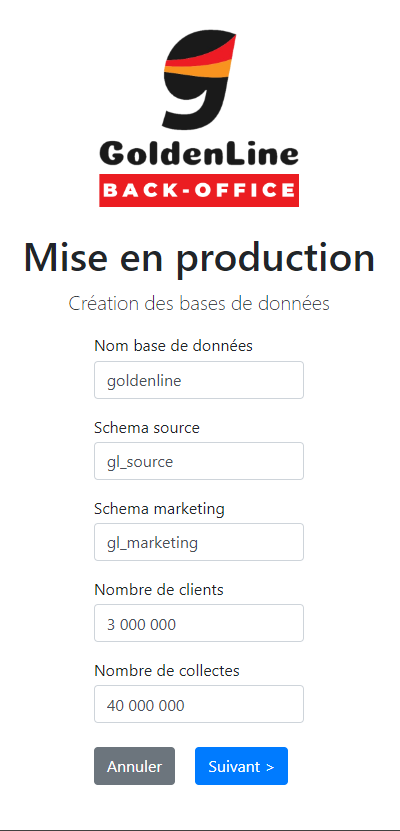 g
GoldenLine
BACK-OFFICE
Mise en production
Création des bases de données
Nom base de données
goldenline
Schema source
gl_source
Schema marketing
gl_marketing
Nombre de clients
3 000 000
Nombre de collectes
40 000 000
Annuler Suivant >